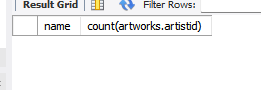 Result Grid Filter Rows:
name count(artworks.artistid)